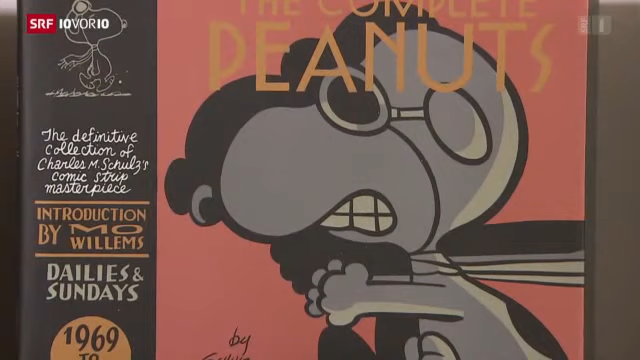 SRF 10VOR10
THE COMPLETE
PEANUTS
The definitive
collection of
Charles M. Schulz's
comic strip
masterpiece
INTRODUCTION
BY MO
WILLEMS
DAILIES &
SUNDAYS
1969
TO
by